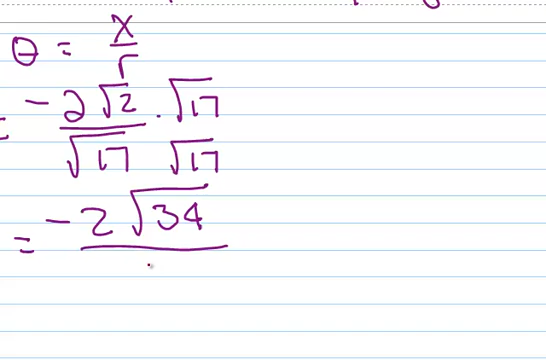 θ = x/r
= -2√2/√17 · √17/√17
= -2√34/